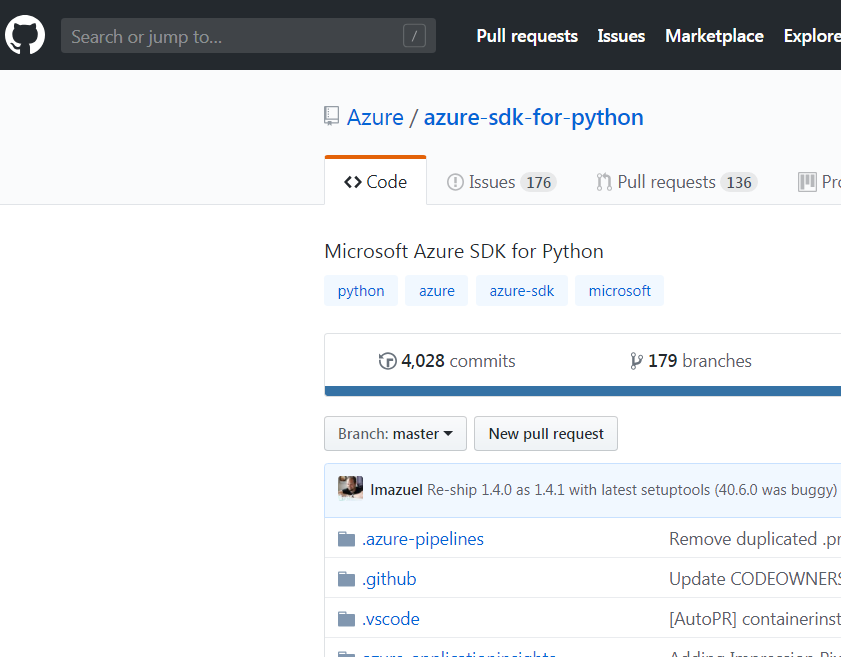 Search or jump to... /
Pull requests Issues Marketplace Explore
Azure / azure-sdk-for-python
Code Issues 176 Pull requests 136
Microsoft Azure SDK for Python
python azure azure-sdk microsoft
4,028 commits 179 branches
Branch: master New pull request
lmazuel Re-ship 1.4.0 as 1.4.1 with latest setuptools (40.6.0 was buggy)
.azure-pipelines Remove duplicated .pr
.github Update CODEOWNERS
.vscode [AutoPR] containerinst